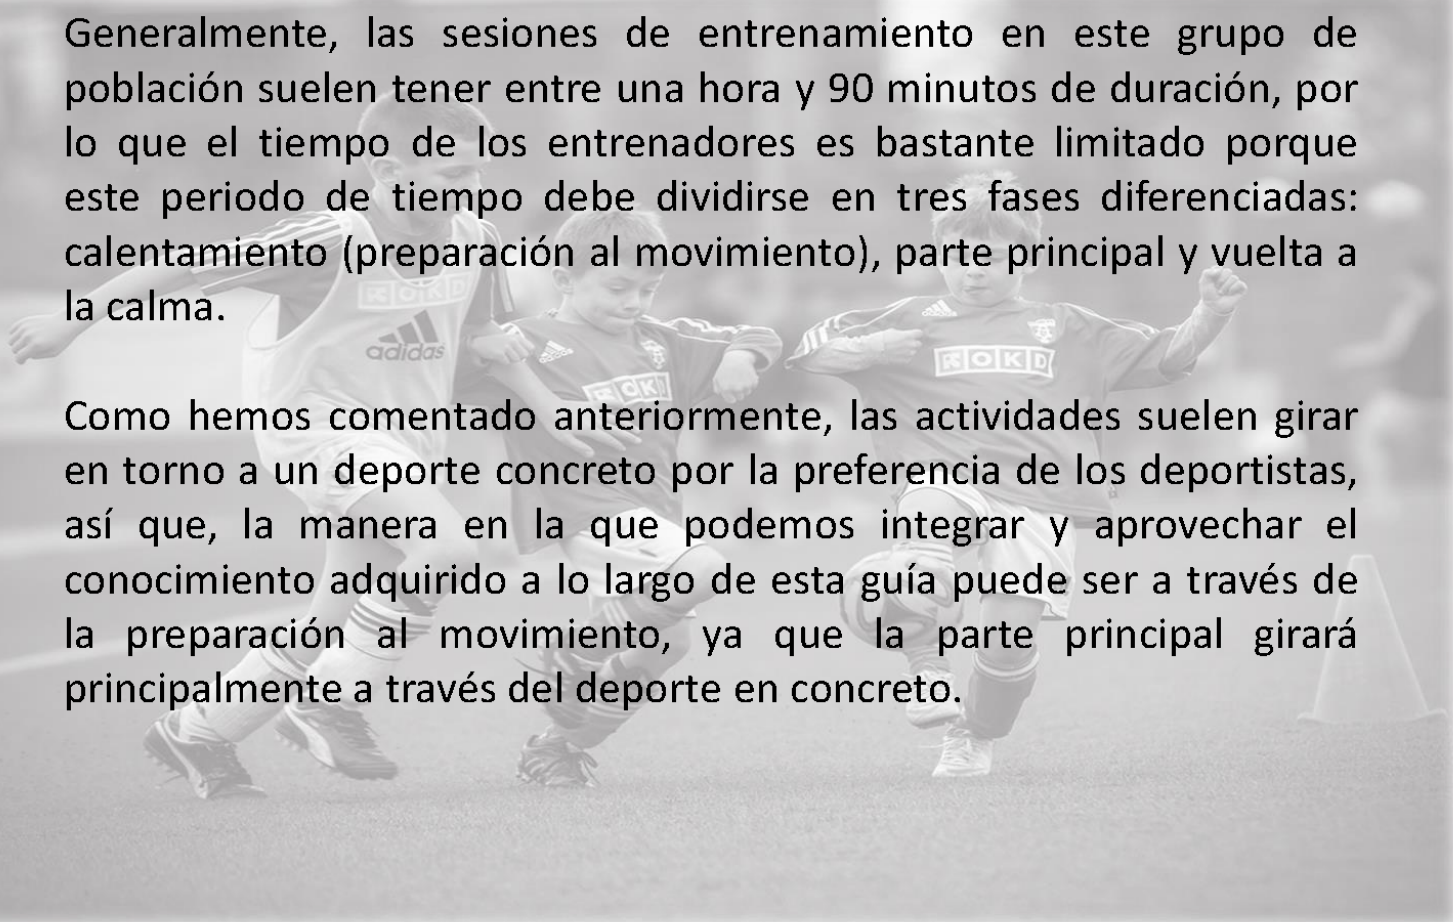 Generalmente, las sesiones de entrenamiento en este grupo de
población suelen tener entre una hora y 90 minutos de duración, por
lo que el tiempo de los entrenadores es bastante limitado porque
este periodo de tiempo debe dividirse en tres fases diferenciadas:
calentamiento (preparación al movimiento), parte principal y vuelta a
la calma.
ROKD
adidas
ROKD
OKD
Como hemos comentado anteriormente, las actividades suelen girar
en torno a un deporte concreto por la preferencia de los deportistas,
así que, la manera en la que podemos integrar y aprovechar el
conocimiento adquirido a lo largo de esta guía puede ser a través de
la preparación al movimiento, ya que la parte principal girará
principalmente a través del deporte en concreto.